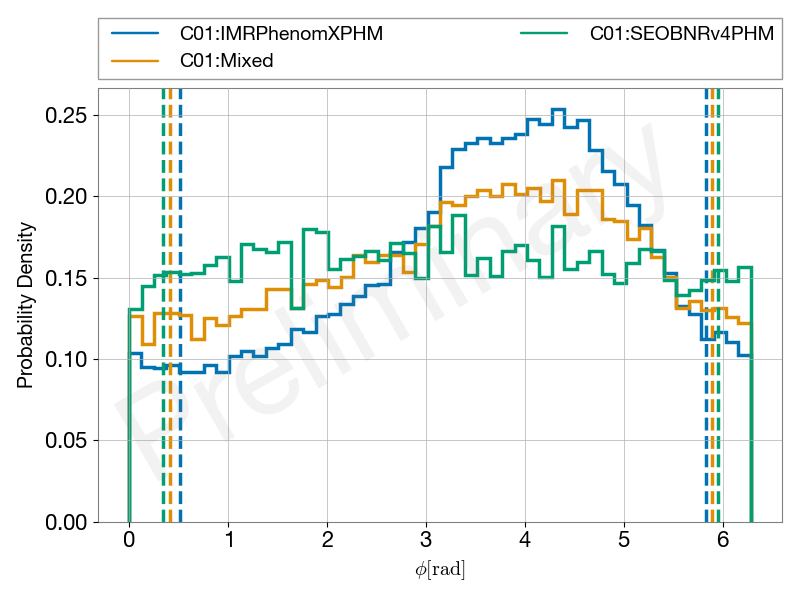 C01:IMRPhenomXPHM
C01:Mixed
C01:SEOBNRv4PHM
0.25
0.20
0.15
0.10
0.05
0.00
Probability Density
Preliminary
0 1 2 3 4 5 6
ϕ[rad]